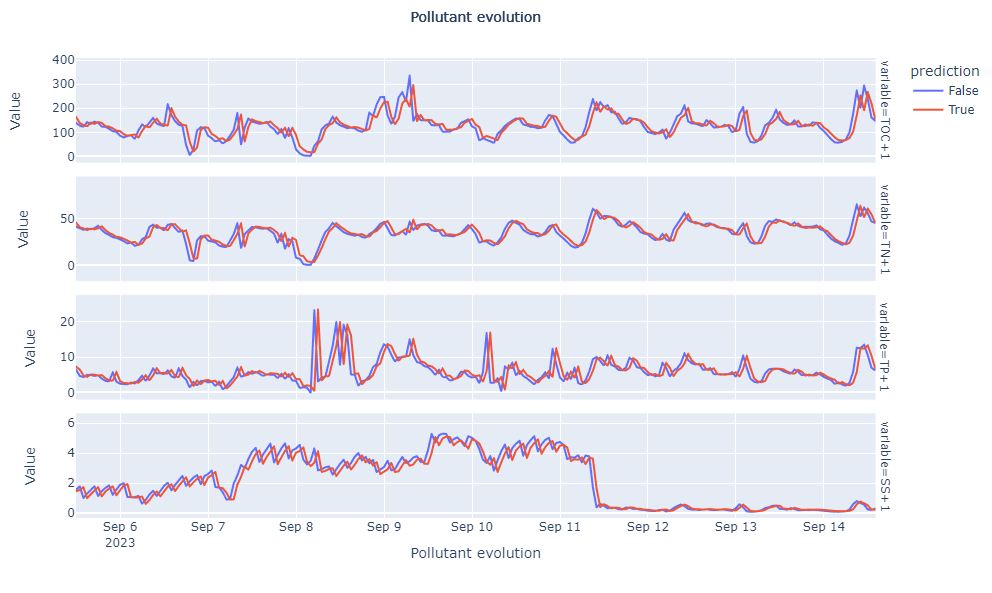 Pollutant evolution
prediction
False
True
Value
400
300
200
100
0
variable=TOC+1
Value
50
0
variable=TN+1
Value
20
10
0
variable=TP+1
Value
6
4
2
0
variable=SS+1
Sep 6
2023
Sep 7
Sep 8
Sep 9
Sep 10
Sep 11
Sep 12
Sep 13
Sep 14
Pollutant evolution